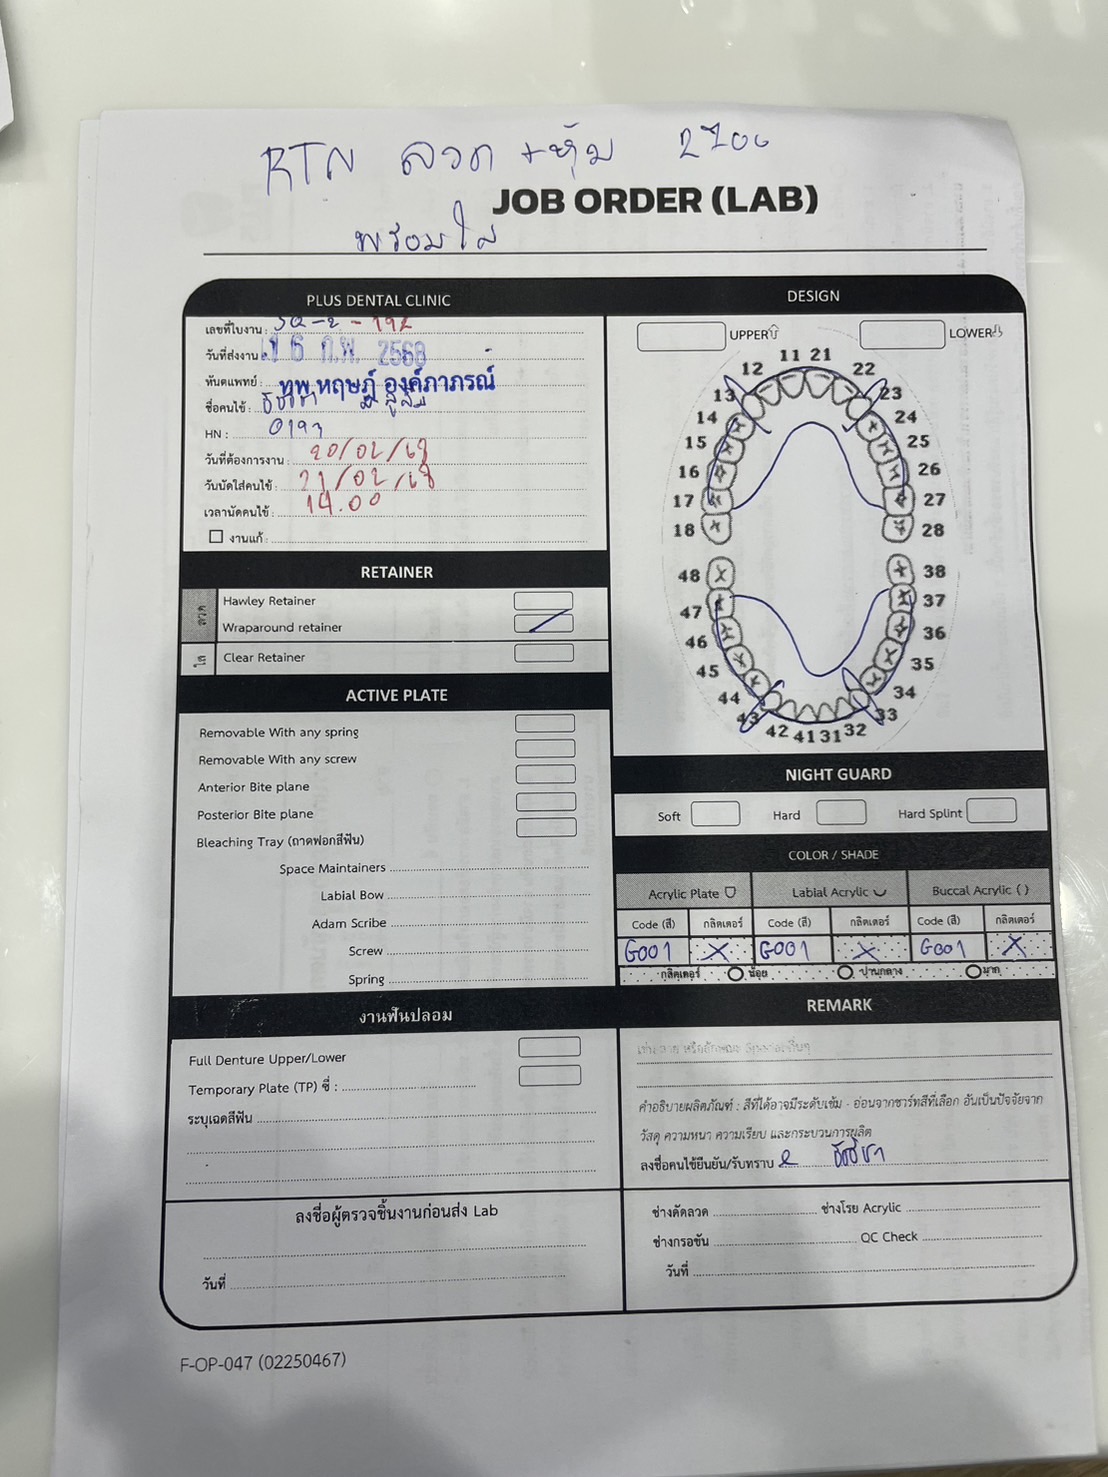 RTN ลวด + หุ้ม 2700
JOB ORDER (LAB)
พร้อมใส่
PLUS DENTAL CLINIC
เลขที่ใบงาน :
วันที่ส่งงาน : 16 ก.พ. 2568
ทันตแพทย์ : ทพ.หฤษฎ์ องค์ภาภรณ์
ชื่อคนไข้ :
HN : 0197
วันที่ต้องการงาน : 20/02/68
วันนัดใส่คนไข้ : 21/02/68
เวลานัดคนไข้ : 14.00
งานแก้ :
DESIGN
UPPER
LOWER
11 21
12 22
13 23
14 24
15 25
16 26
17 27
18 28
48 38
47 37
46 36
45 35
44 34
43 33
42 41 31 32
RETAINER
ลวด
Hawley Retainer
Wraparound retainer
ใส
Clear Retainer
ACTIVE PLATE
Removable With any spring
Removable With any screw
Anterior Bite plane
Posterior Bite plane
Bleaching Tray (ถาดฟอกสีฟัน)
Space Maintainers
Labial Bow
Adam Scribe
Screw
Spring
NIGHT GUARD
Soft Hard Hard Splint
COLOR / SHADE
Acrylic Plate Labial Acrylic Buccal Acrylic ( )
Code (สี) กลิตเตอร์ Code (สี) กลิตเตอร์ Code (สี) กลิตเตอร์
G001 X G001 X G001 X
กลิตเตอร์ น้อย ปานกลาง มาก
งานฟันปลอม
Full Denture Upper/Lower
Temporary Plate (TP) ซี่ :
ระบุเฉดสีฟัน
REMARK
คำอธิบายผลิตภัณฑ์ : สีที่ได้อาจมีระดับเข้ม - อ่อนจากชาร์ทสีที่เลือก อันเป็นปัจจัยจาก
วัสดุ ความหนา ความเรียบ และกระบวนการผลิต
ลงชื่อคนไข้ยืนยัน/รับทราบ
ลงชื่อผู้ตรวจชิ้นงานก่อนส่ง Lab
วันที่
ช่างดัดลวด ช่างโรย Acrylic
ช่างกรอขัน QC Check
วันที่
F-OP-047 (02250467)